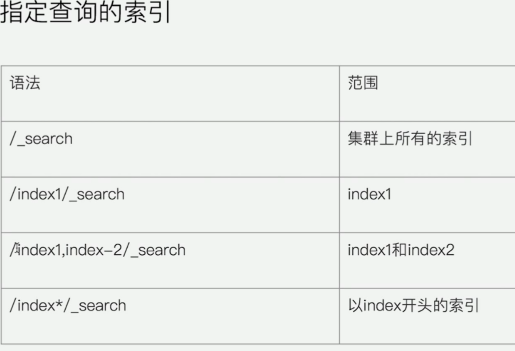 指定查询的索引
语法 范围
/_search 集群上所有的索引
/index1/_search index1
/index1,index-2/_search index1和index2
/index*/_search 以index开头的索引